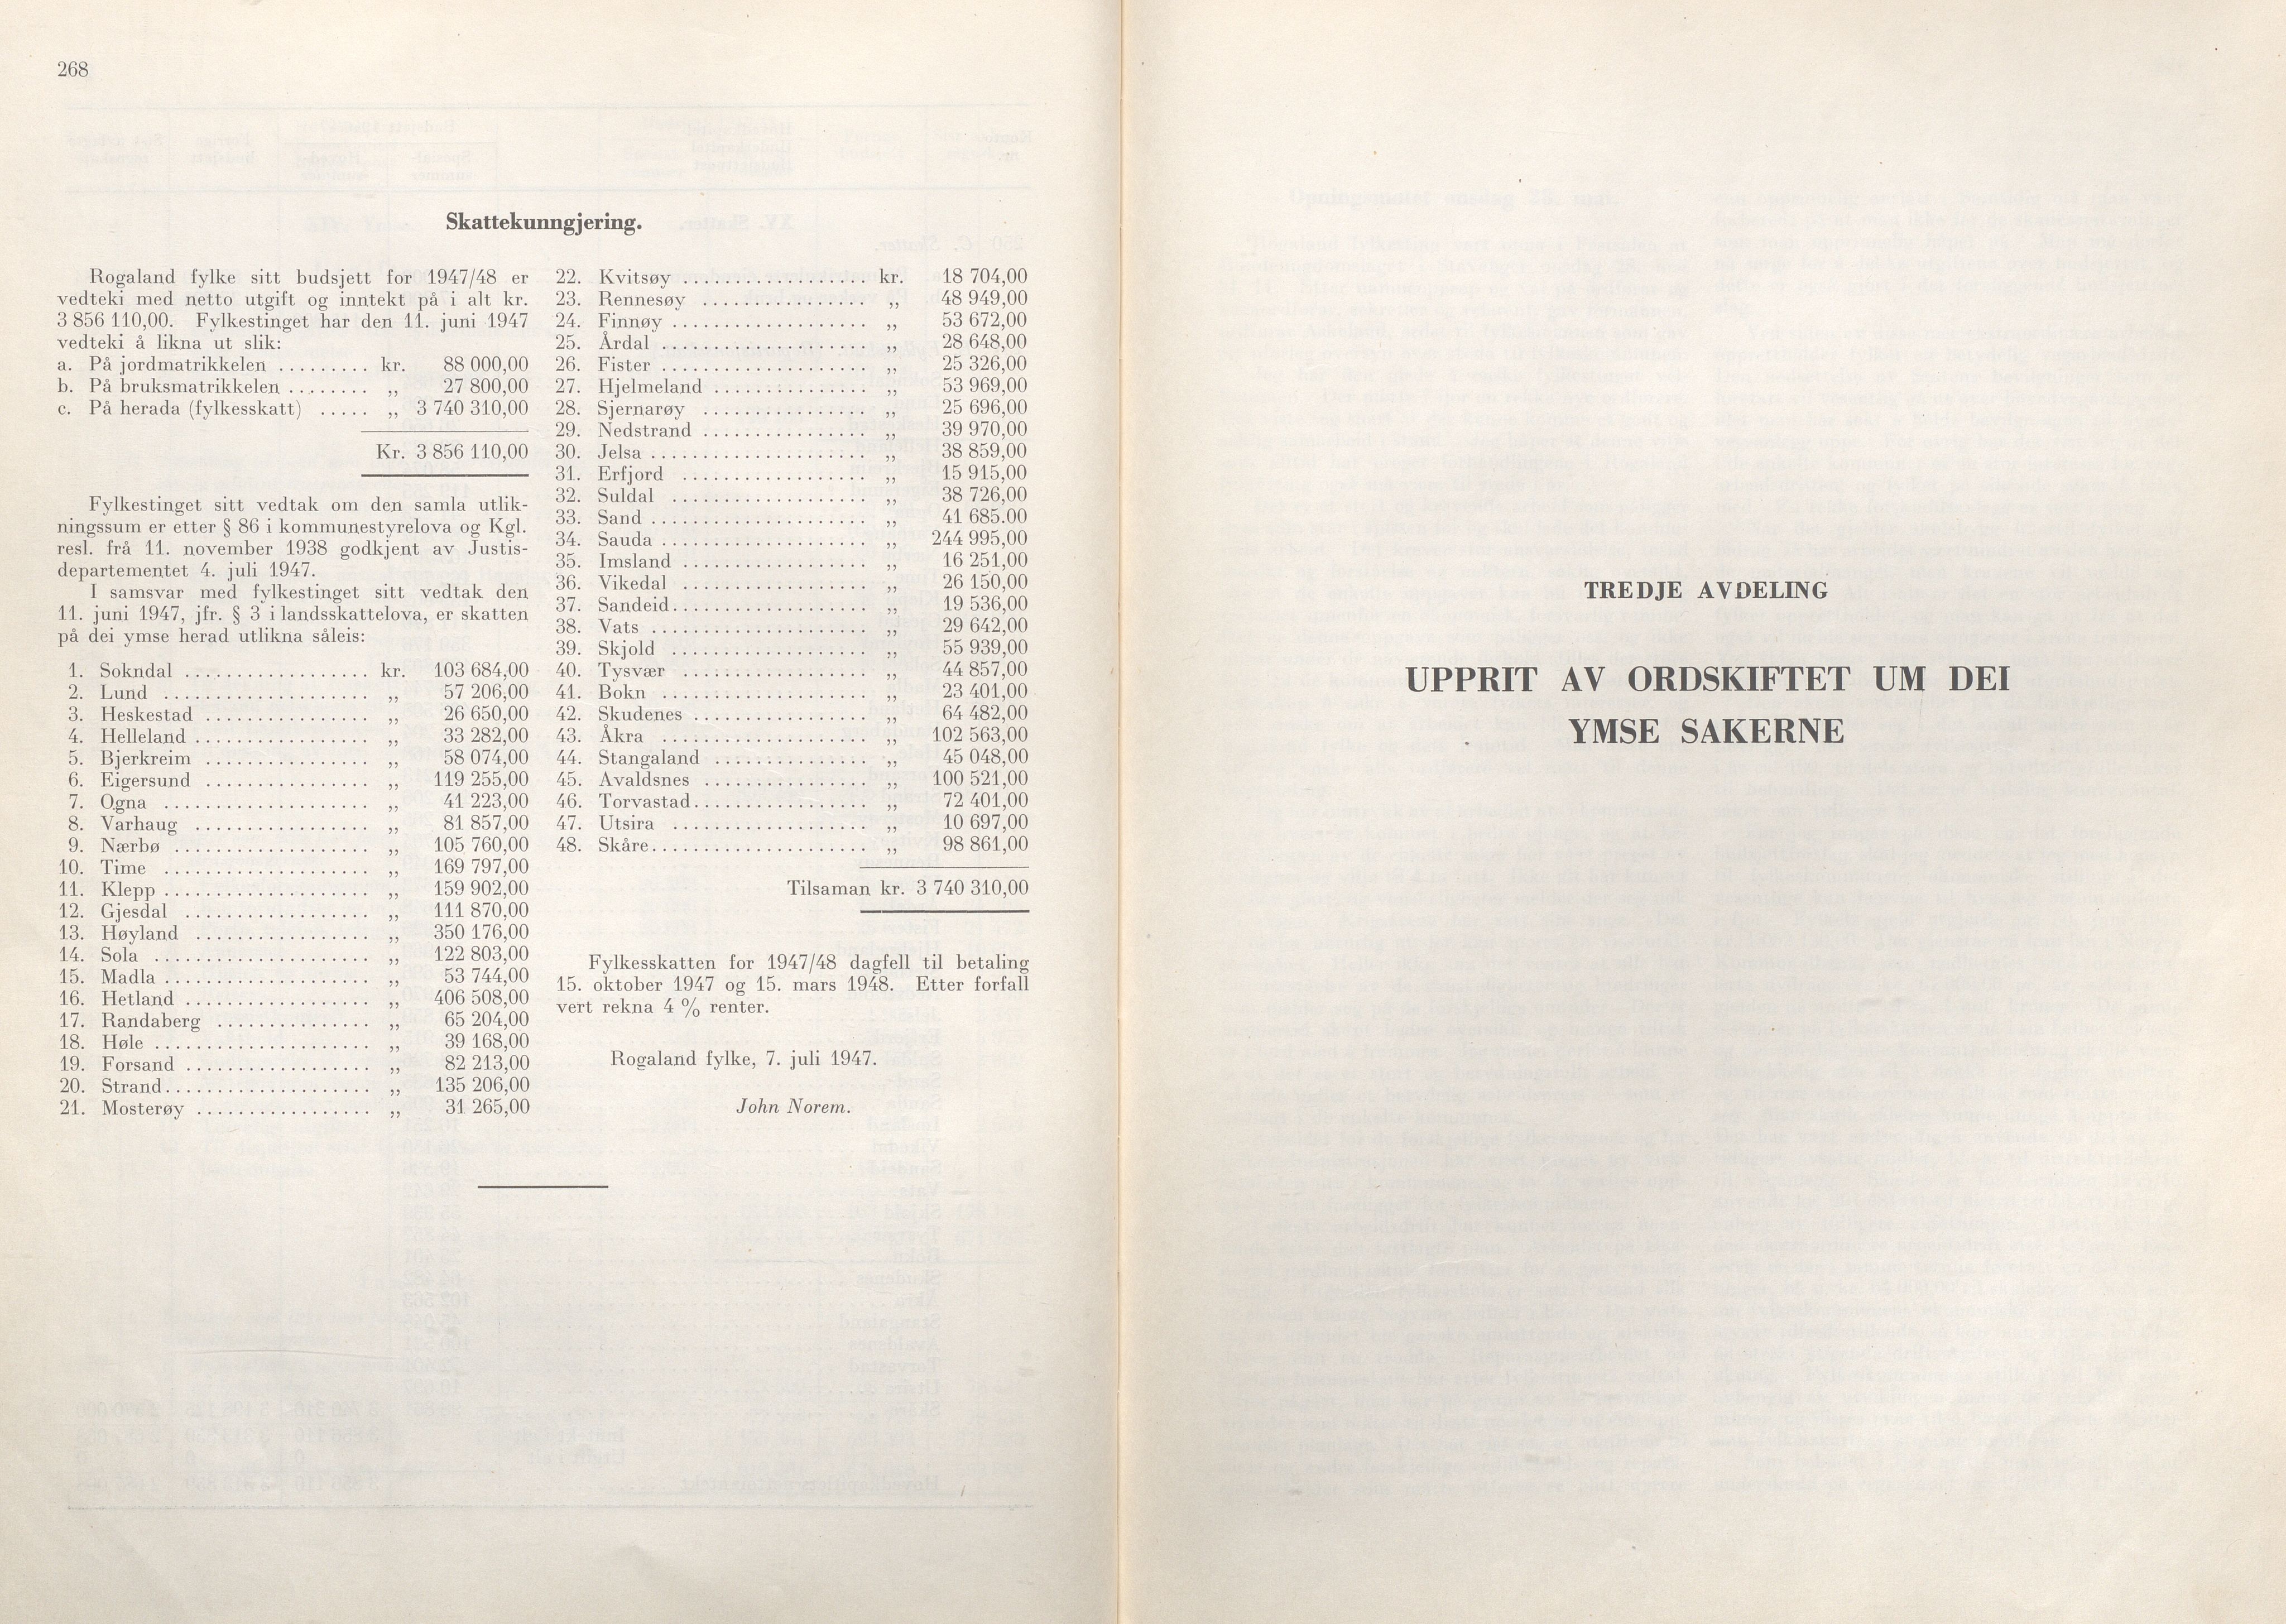 268
Skattekunngjering.
Rogaland fylke sitt budsjett for 1947/48 er
vedteki med netto utgift og inntekt på i alt kr.
3 856 110,00. Fylkestinget har den 11. juni 1947
vedteki å likna ut slik:
a. På jordmatrikkelen ......... kr. 88 000,00
b. På bruksmatrikkelen ........ „ 27 800,00
c. På herada (fylkesskatt) ..... „ 3 740 310,00
Kr. 3 856 110,00
Fylkestinget sitt vedtak om den samla utlik-
ningssum er etter § 86 i kommunestyrelova og Kgl.
resl. frå 11. november 1938 godkjent av Justis-
departementet 4. juli 1947.
I samsvar med fylkestinget sitt vedtak den
11. juni 1947, jfr. § 3 i landsskattelova, er skatten
på dei ymse herad utlikna såleis:
1. Sokndal .................. kr. 103 684,00
2. Lund .................... „ 57 206,00
3. Heskestad ................ „ 26 650,00
4. Helleland ................. „ 33 282,00
5. Bjerkreim ................ „ 58 074,00
6. Eigersund ................ „ 119 255,00
7. Ogna .................... „ 41 223,00
8. Varhaug ................. „ 81 857,00
9. Nærbø ................... „ 105 760,00
10. Time .................... „ 169 797,00
11. Klepp .................... „ 159 902,00
12. Gjesdal .................. „ 111 870,00
13. Høyland ................. „ 350 176,00
14. Sola ..................... „ 122 803,00
15. Madla .................... „ 53 744,00
16. Hetland .................. „ 406 508,00
17. Randaberg ............... „ 65 204,00
18. Høle ..................... „ 39 168,00
19. Forsand .................. „ 82 213,00
20. Strand.................... „ 135 206,00
21. Mosterøy ................. „ 31 265,00
22. Kvitsøy .................. kr. 18 704,00
23. Rennesøy ................ „ 48 949,00
24. Finnøy ................... „ 53 672,00
25. Årdal .................... „ 28 648,00
26. Fister .................... „ 25 326,00
27. Hjelmeland ............... „ 53 969,00
28. Sjernarøy ................ „ 25 696,00
29. Nedstrand ................ „ 39 970,00
30. Jelsa ..................... „ 38 859,00
31. Erfjord .................. „ 15 915,00
32. Suldal ................... „ 38 726,00
33. Sand ..................... „ 41 685.00
34. Sauda .................... „ 244 995,00
35. Imsland .................. „ 16 251,00
36. Vikedal .................. „ 26 150,00
37. Sandeid................... „ 19 536,00
38. Vats ..................... „ 29 642,00
39. Skjold ................... „ 55 939,00
40. Tysvær .................. „ 44 857,00
41. Bokn .................... „ 23 401,00
42. Skudenes ................. „ 64 482,00
43. Åkra .................... „ 102 563,00
44. Stangaland ............... „ 45 048,00
45. Avaldsnes ................ „ 100 521,00
46. Torvastad................. „ 72 401,00
47. Utsira ................... „ 10 697,00
48. Skåre..................... „ 98 861,00
Tilsaman kr. 3 740 310,00
Fylkesskatten for 1947/48 dagfell til betaling
15. oktober 1947 og 15. mars 1948. Etter forfall
vert rekna 4 % renter.
Rogaland fylke, 7. juli 1947.
John Norem.
TREDJE AVDELING
UPPRIT AV ORDSKIFTET UM DEI
YMSE SAKERNE